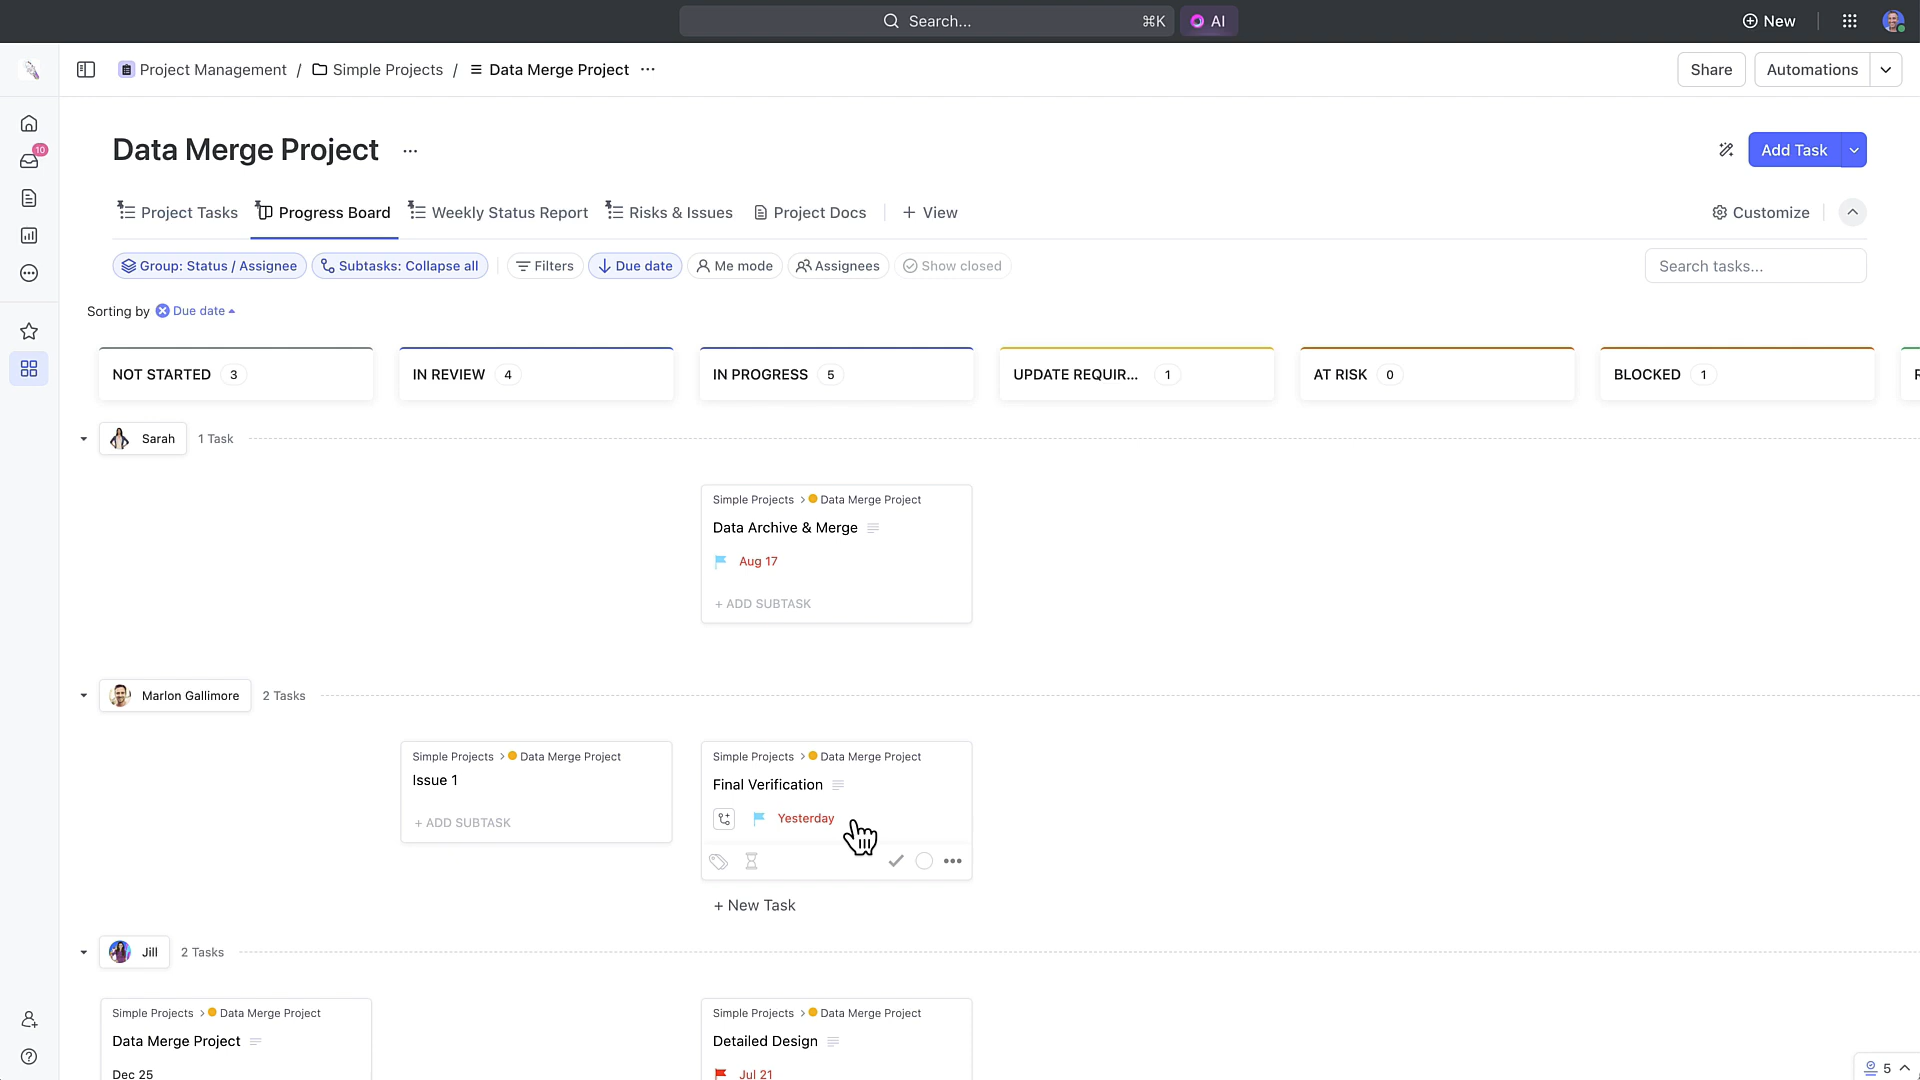 Search...
⌘K
AI
New
Project Management / Simple Projects / Data Merge Project ...
Share
Automations
10
Data Merge Project ...
Add Task
Project Tasks
Progress Board
Weekly Status Report
Risks & Issues
Project Docs
+ View
Customize
Group: Status / Assignee
Subtasks: Collapse all
Filters
Due date
Me mode
Assignees
Show closed
Search tasks...
Sorting by Due date
NOT STARTED 3
IN REVIEW 4
IN PROGRESS 5
UPDATE REQUIR... 1
AT RISK 0
BLOCKED 1
Sarah 1 Task
Simple Projects > Data Merge Project
Data Archive & Merge
Aug 17
+ ADD SUBTASK
Marlon Gallimore 2 Tasks
Simple Projects > Data Merge Project
Issue 1
+ ADD SUBTASK
Simple Projects > Data Merge Project
Final Verification
Yesterday
+ New Task
Jill 2 Tasks
Simple Projects > Data Merge Project
Data Merge Project
Dec 25
Simple Projects > Data Merge Project
Detailed Design
Jul 21
5